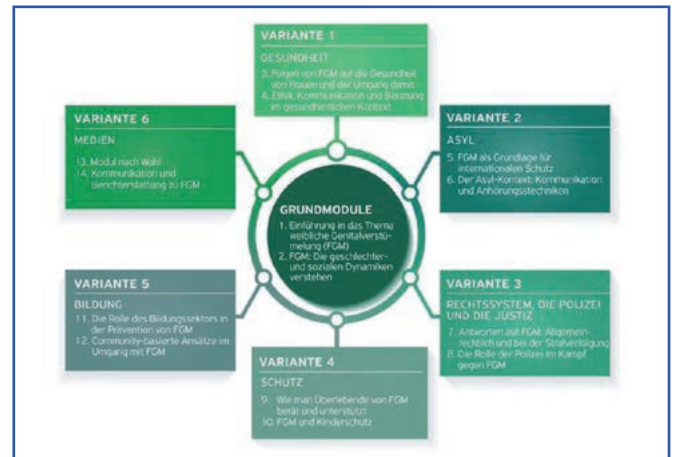 VARIANTE 1
GESUNDHEIT
3. Folgen von FGM auf die Gesundheit
von Frauen und der Umgang damit
4. Ethik, Kommunikation und Beratung
im gesundheitlichen Kontext
VARIANTE 6
MEDIEN
13. Modul nach Wahl
14. Kommunikation und
Berichterstattung zu FGM
VARIANTE 2
ASYL
5. FGM als Grundlage für
internationalen Schutz
6. Der Asyl-Kontext: Kommunikation
und Anhörungstechniken
GRUNDMODULE
1. Einführung in das Thema
weibliche Genitalverstü-
melung (FGM)
2. FGM: Die geschlechter-
und sozialen Dynamiken
verstehen
VARIANTE 5
BILDUNG
11. Die Rolle des Bildungssektors in
der Prävention von FGM
12. Community-basierte Ansätze im
Umgang mit FGM
VARIANTE 3
RECHTSSYSTEM, DIE POLIZEI
UND DIE JUSTIZ
7. Antworten auf FGM: Allgemein-
rechtlich und bei der Strafverfolgung
8. Die Rolle der Polizei im Kampf
gegen FGM
VARIANTE 4
SCHUTZ
9. Wie man Überlebende von FGM
berät und unterstützt
10. FGM und Kinderschutz